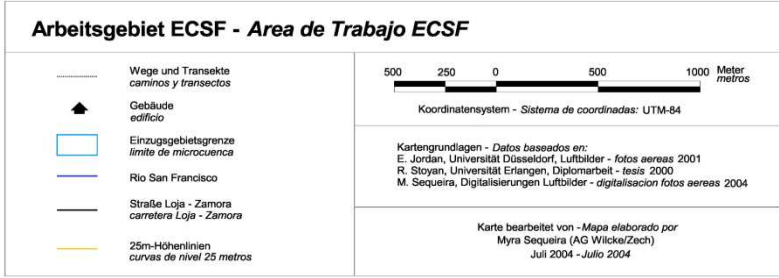 Arbeitsgebiet ECSF - Area de Trabajo ECSF
Wege und Transekte
caminos y transectos
Gebäude
edificio
Einzugsgebietsgrenze
limite de microcuenca
Rio San Francisco
Straße Loja - Zamora
carretera Loja - Zamora
25m-Höhenlinien
curvas de nivel 25 metros
500 250 0 500 1000 Meter
metros
Koordinatensystem - Sistema de coordinadas: UTM-84
Kartengrundlagen - Datos baseados en:
E. Jordan, Universität Düsseldorf, Luftbilder - fotos aereas 2001
R. Stoyan, Universität Erlangen, Diplomarbeit - tesis 2000
M. Sequeira, Digitalisierungen Luftbilder - digitalisacion fotos aereas 2004
Karte bearbeitet von - Mapa elaborado por
Myra Sequeira (AG Wilcke/Zech)
Juli 2004 - Julio 2004